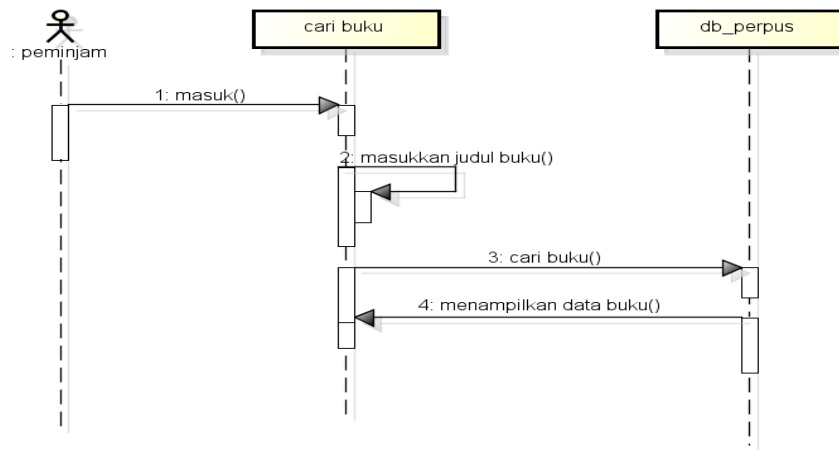 cari buku
db_perpus
: peminjam
1: masuk()
2: masukkan judul buku()
3: cari buku()
4: menampilkan data buku()